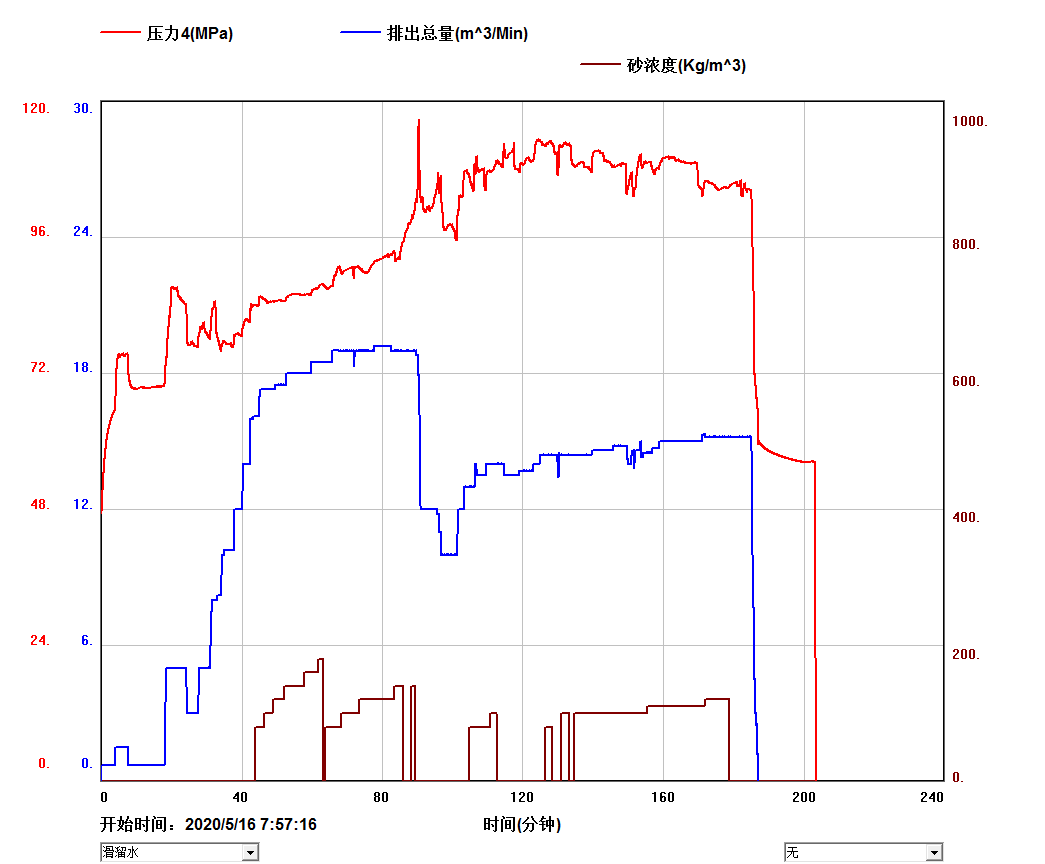 压力4(MPa) 排出总量(m^3/Min)
砂浓度(Kg/m^3)
120. 30. 1000.
96. 24. 800.
72. 18. 600.
48. 12. 400.
24. 6. 200.
0. 0. 0.
0 40 80 120 160 200 240
开始时间：2020/5/16 7:57:16 时间(分钟)
滑溜水 无